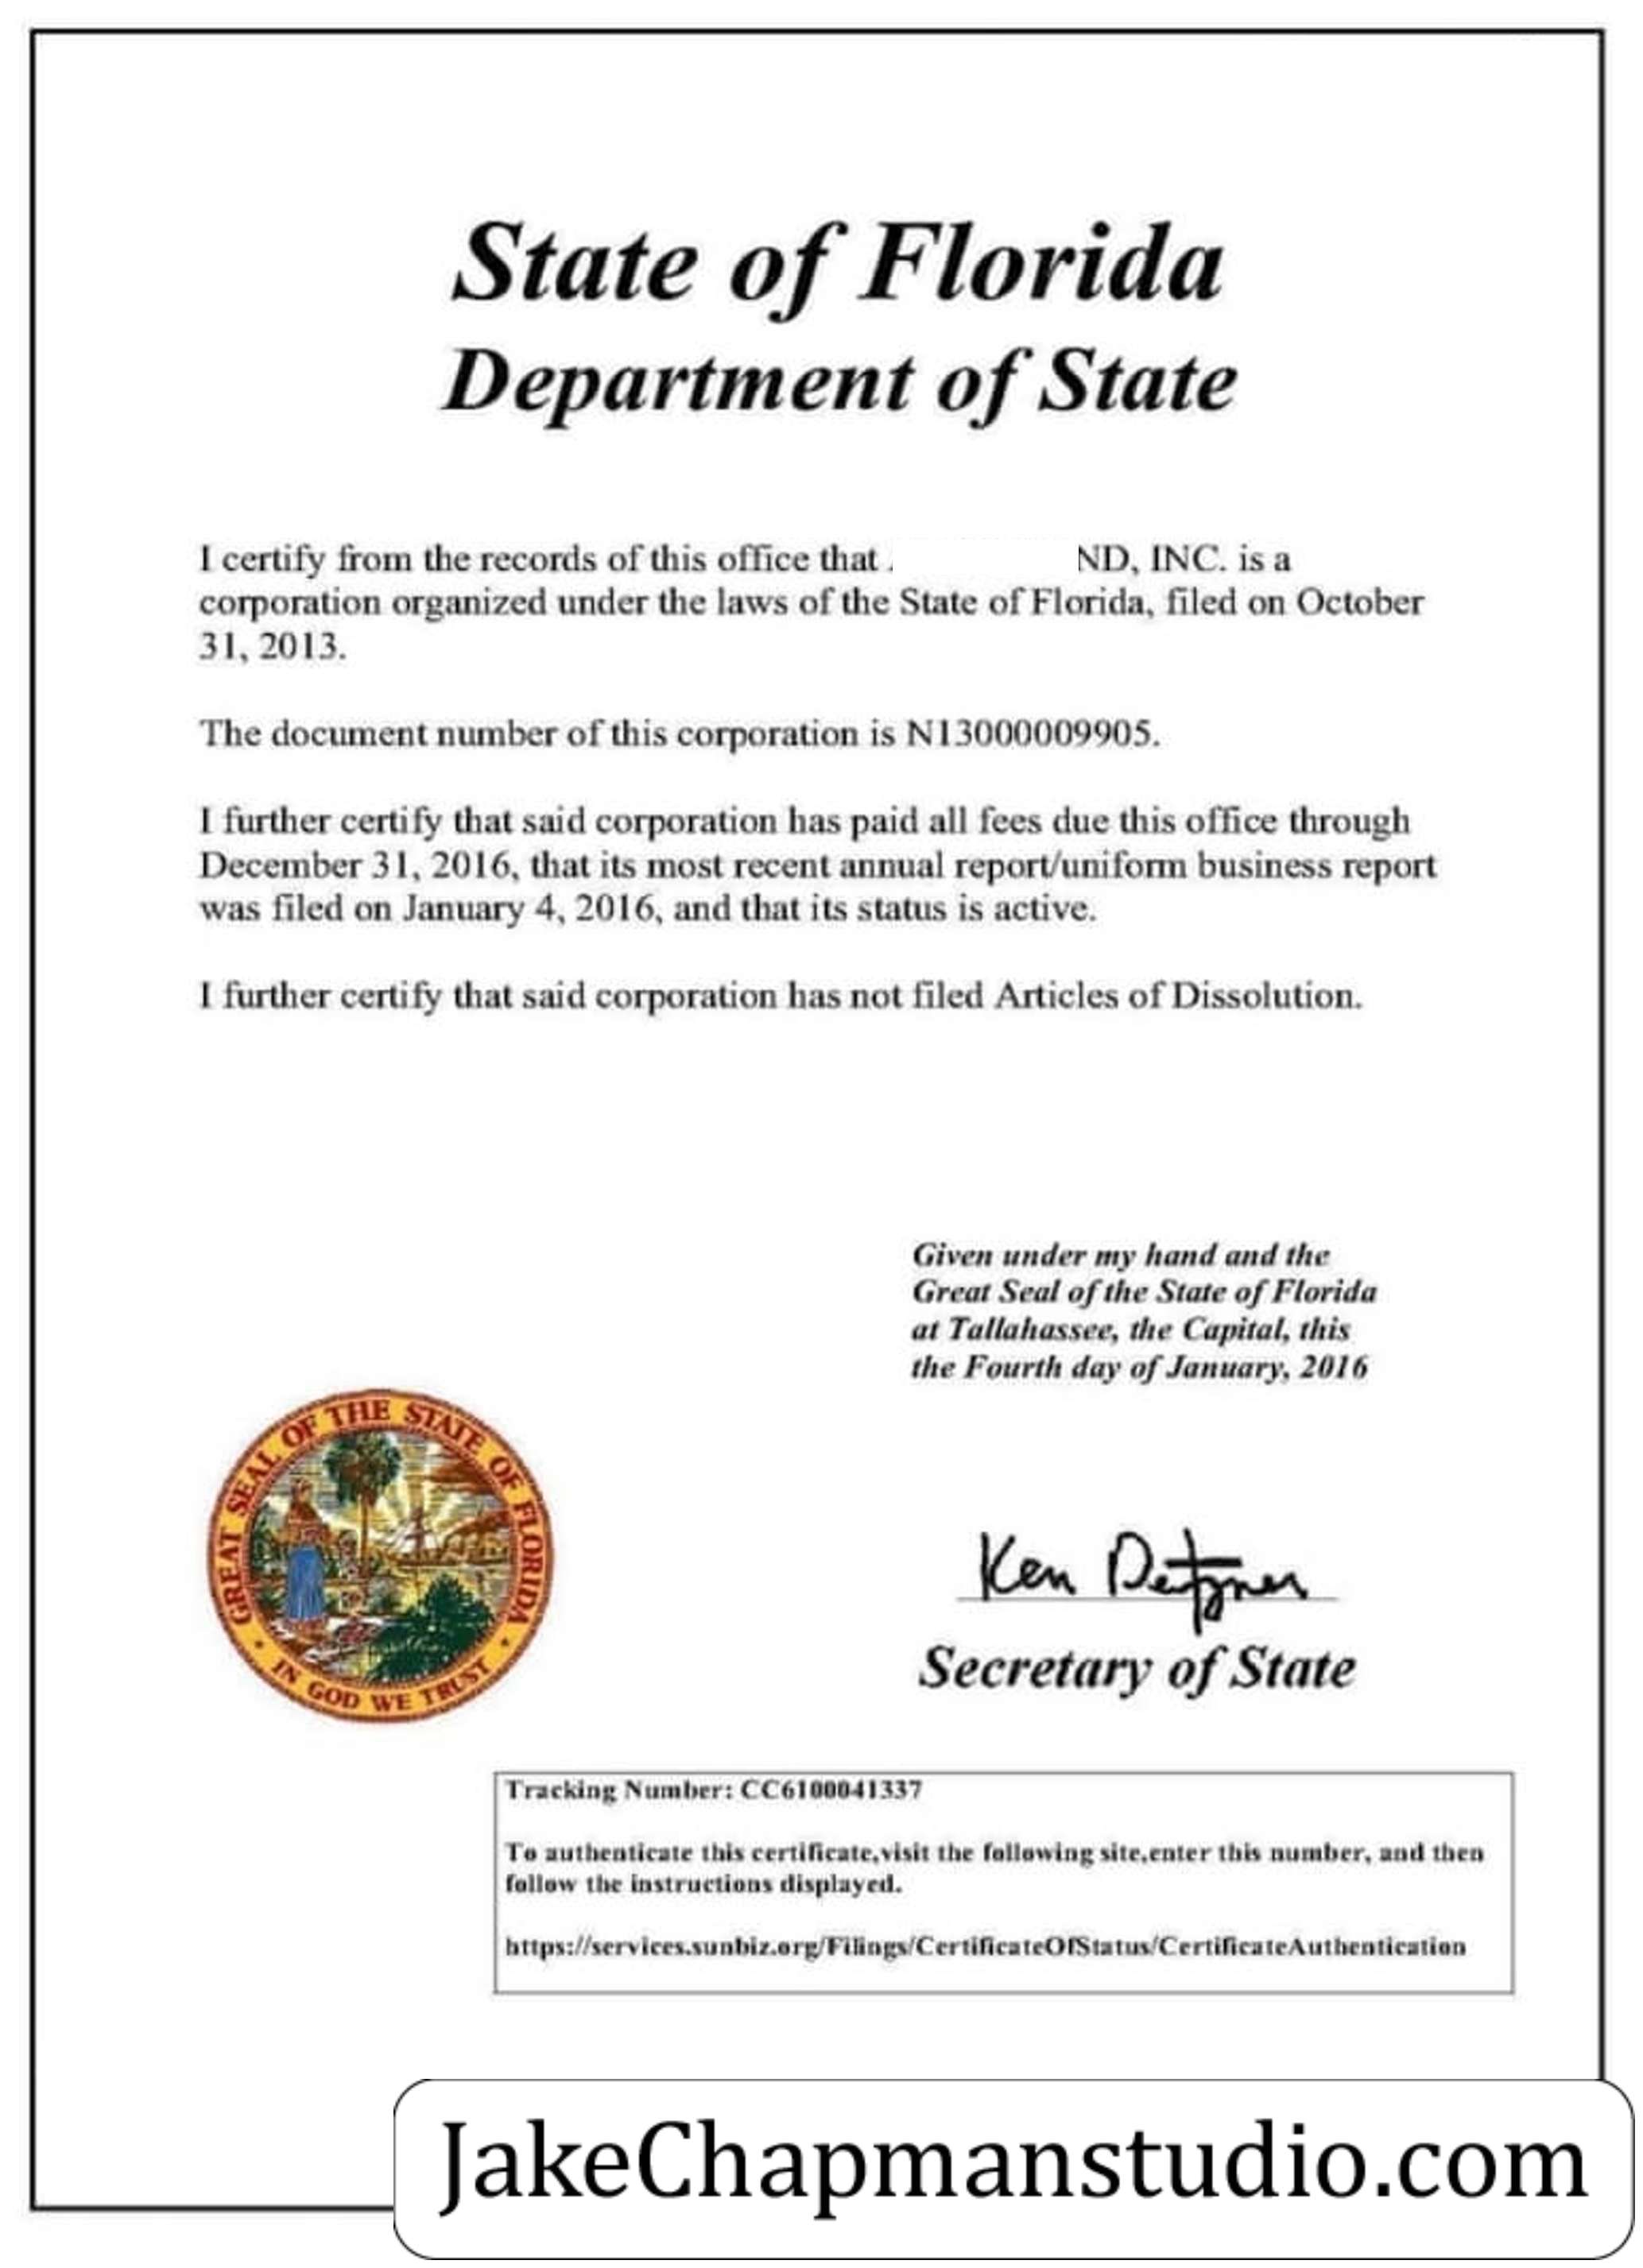 State of Florida
Department of State
I certify from the records of this office that ND, INC. is a
corporation organized under the laws of the State of Florida, filed on October
31, 2013.
The document number of this corporation is N13000009905.
I further certify that said corporation has paid all fees due this office through
December 31, 2016, that its most recent annual report/uniform business report
was filed on January 4, 2016, and that its status is active.
I further certify that said corporation has not filed Articles of Dissolution.
Given under my hand and the
Great Seal of the State of Florida
at Tallahassee, the Capital, this
the Fourth day of January, 2016
GREAT SEAL OF THE STATE OF FLORIDA
IN GOD WE TRUST
Ken Detzner
Secretary of State
Tracking Number: CC6100041337
To authenticate this certificate,visit the following site,enter this number, and then
follow the instructions displayed.
https://services.sunbiz.org/Filings/CertificateOfStatus/CertificateAuthentication
JakeChapmanstudio.com